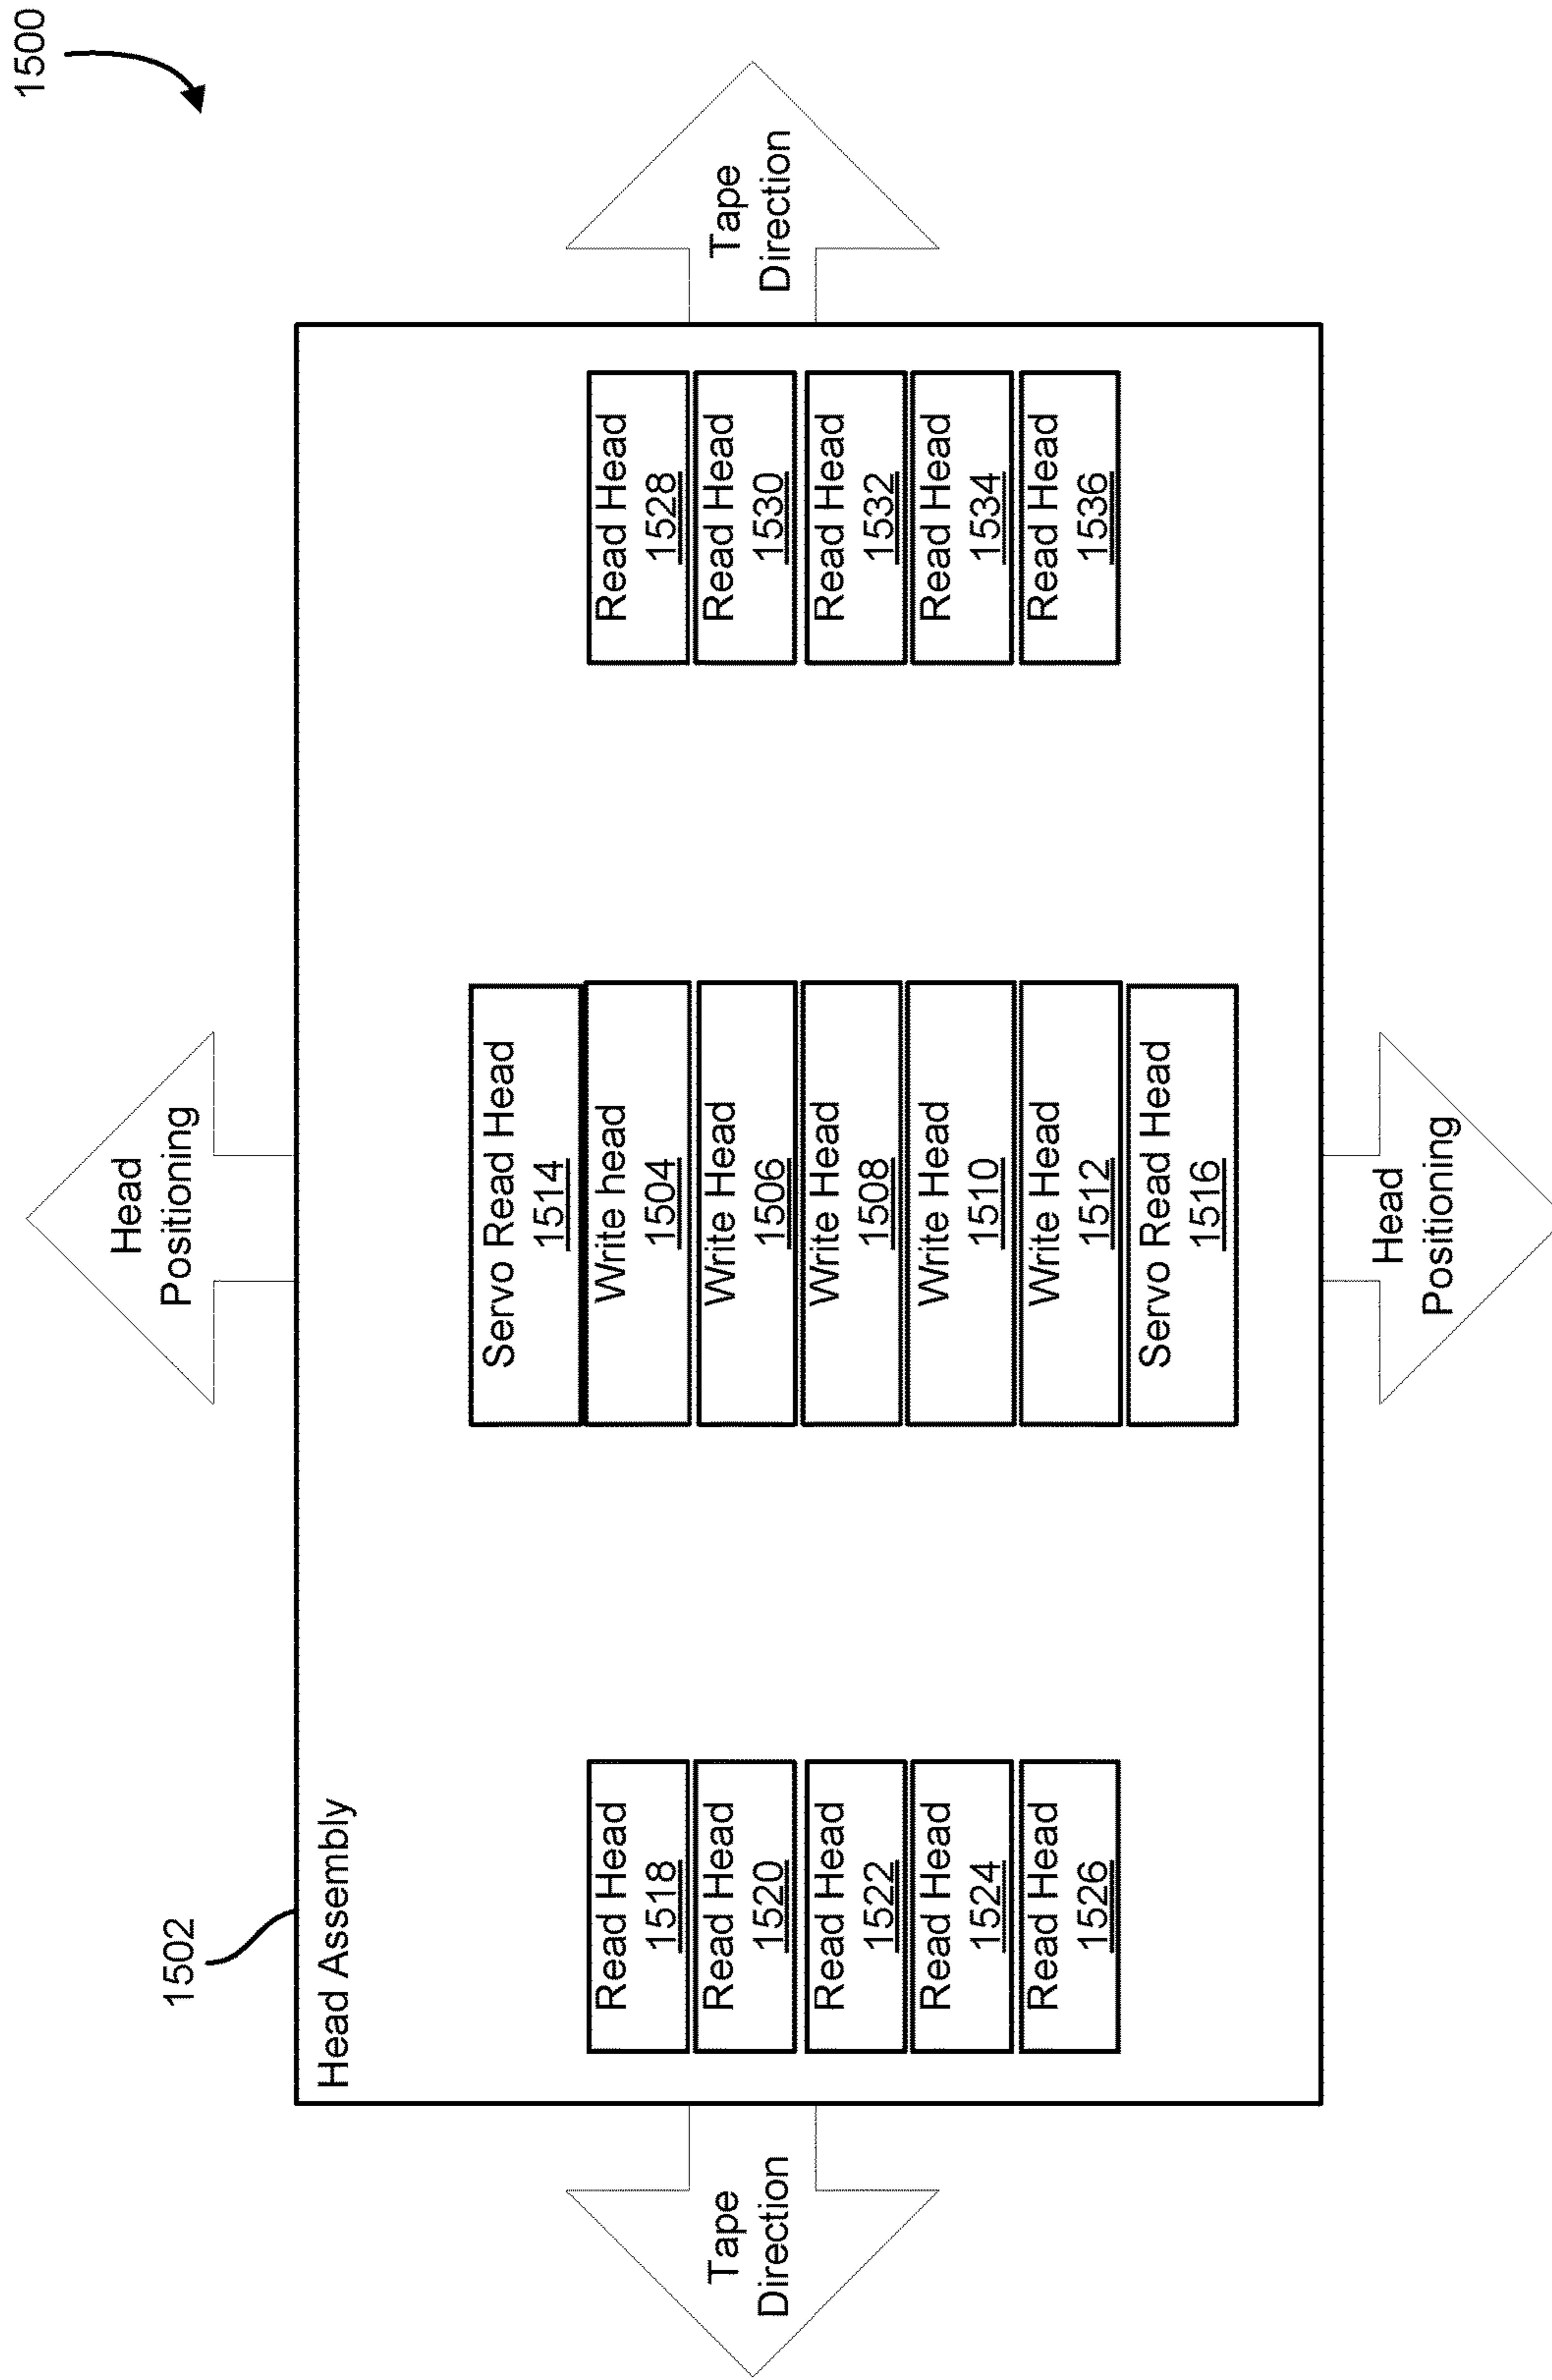 1500
1502
Head Assembly
Head
Positioning
Tape
Direction
Read Head
1518
Read Head
1520
Read Head
1522
Read Head
1524
Read Head
1526
Servo Read Head
1514
Write head
1504
Write Head
1506
Write Head
1508
Write Head
1510
Write Head
1512
Servo Read Head
1516
Read Head
1528
Read Head
1530
Read Head
1532
Read Head
1534
Read Head
1536
Tape
Direction
Head
Positioning